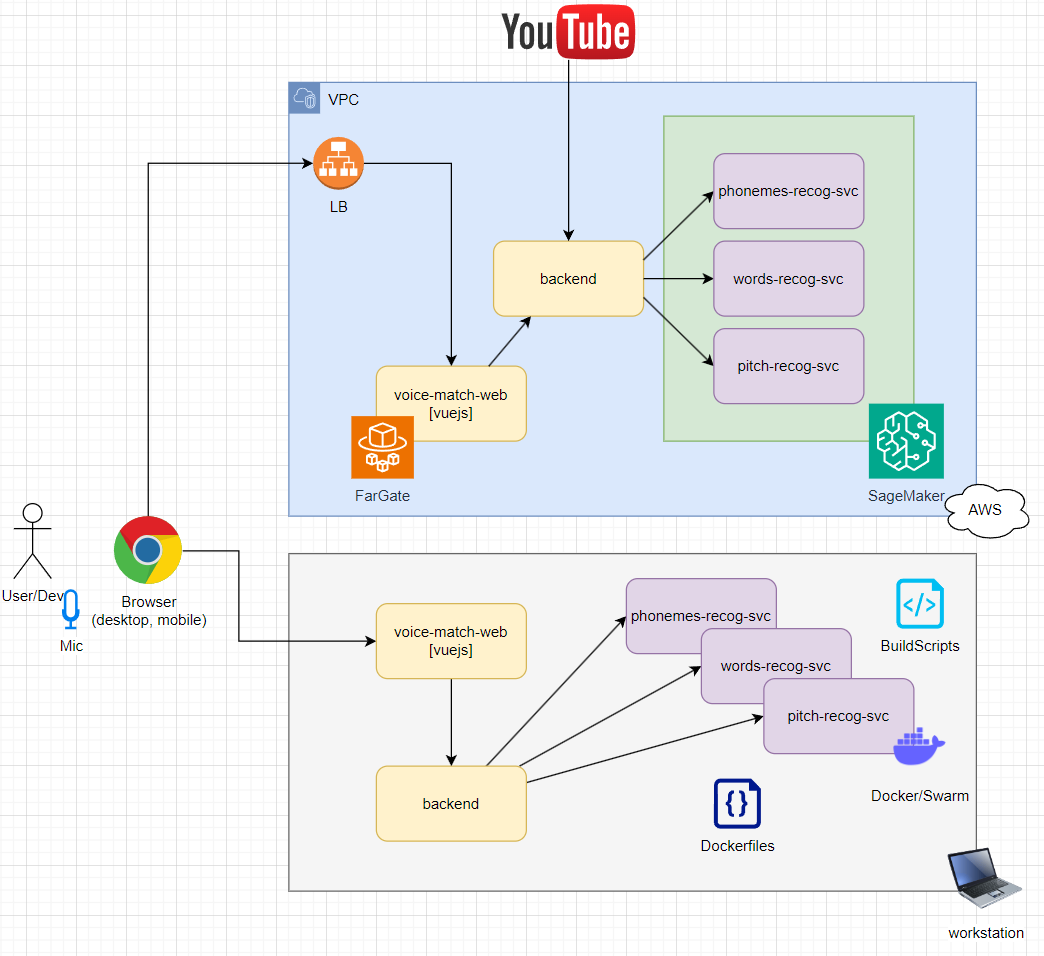 YouTube
VPC
LB
phonemes-recog-svc
words-recog-svc
backend
pitch-recog-svc
voice-match-web
[vuejs]
FarGate
SageMaker
AWS
User/Dev
Mic
Browser
(desktop, mobile)
voice-match-web
[vuejs]
phonemes-recog-svc
words-recog-svc
pitch-recog-svc
</>
BuildScripts
backend
{}
Docker/Swarm
Dockerfiles
workstation